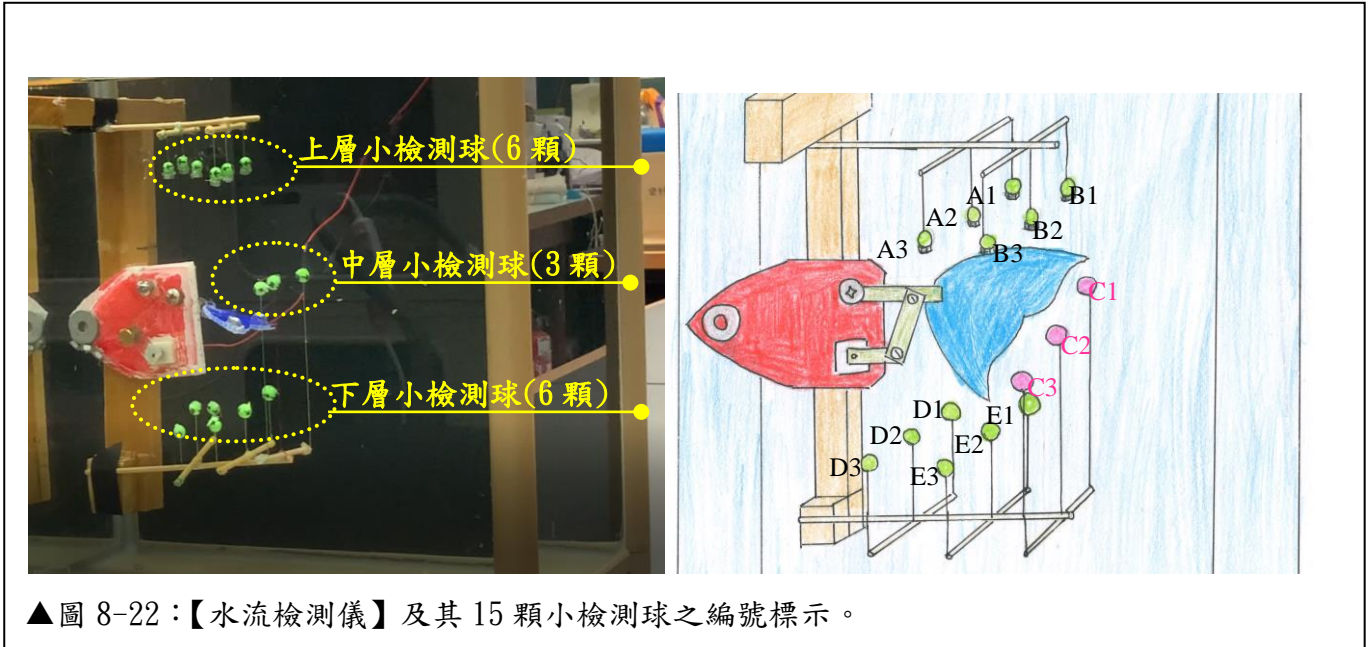 上層小檢測球(6 顆)
中層小檢測球(3 顆)
下層小檢測球(6 顆)
A1
B1
A2
B2
A3
B3
C1
C2
C3
D1
E1
D2
E2
D3
E3
▲圖 8-22：【水流檢測儀】及其 15 顆小檢測球之編號標示。